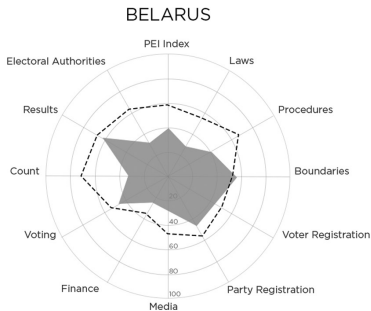 BELARUS
PEI Index
Electoral Authorities
Laws
Results
Procedures
Count
Boundaries
20
40
Voting
Voter Registration
60
80
Finance
Party Registration
100
Media